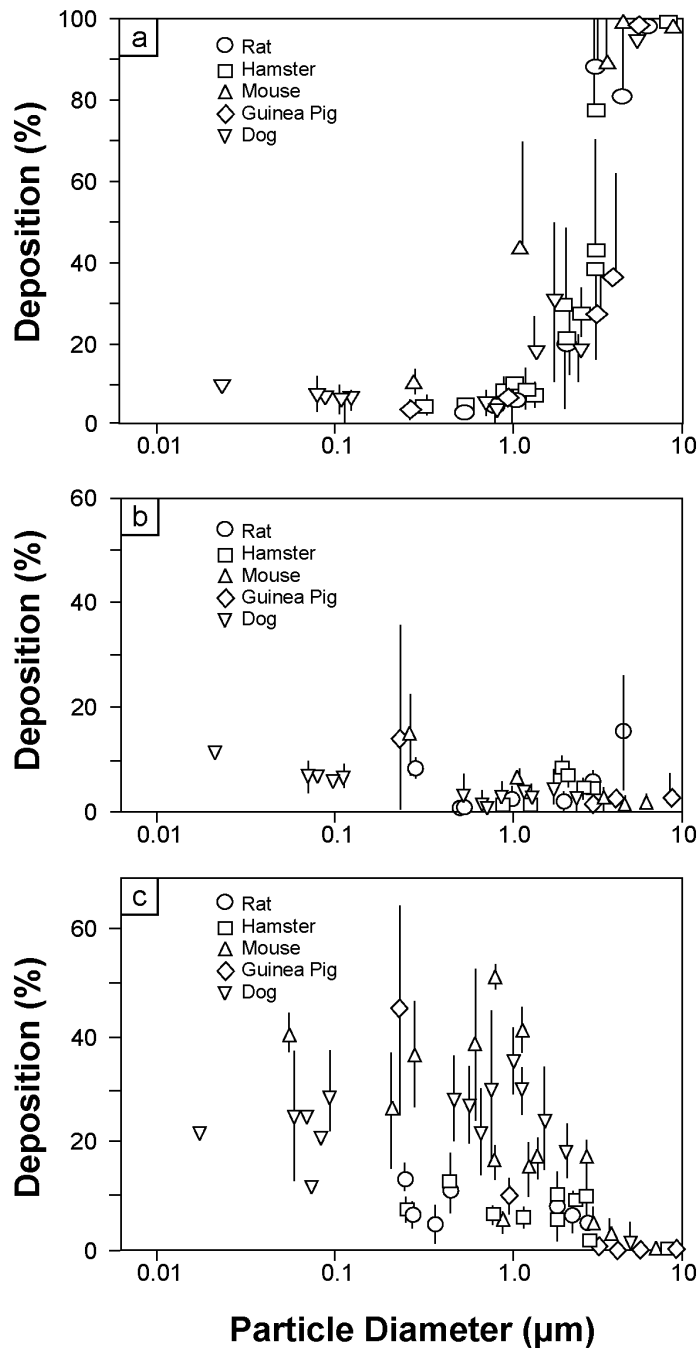 100
a
Rat
Hamster
Mouse
Guinea Pig
Dog
80
60
40
20
0
Deposition (%)
0.01 0.1 1.0 10
60
b
Rat
Hamster
Mouse
Guinea Pig
Dog
40
20
0
Deposition (%)
0.01 0.1 1.0 10
c
Rat
Hamster
Mouse
Guinea Pig
Dog
60
40
20
0
Deposition (%)
0.01 0.1 1.0 10
Particle Diameter (μm)